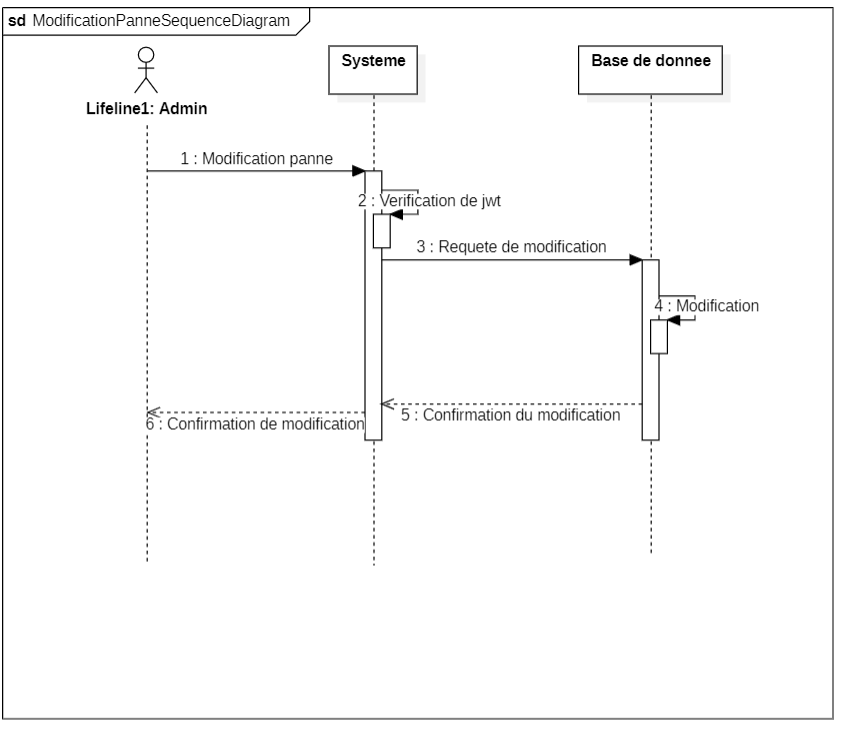 sd ModificationPanneSequenceDiagram
Systeme
Base de donnee
Lifeline1: Admin
1 : Modification panne
2 : Verification de jwt
3 : Requete de modification
4 : Modification
5 : Confirmation du modification
6 : Confirmation de modification